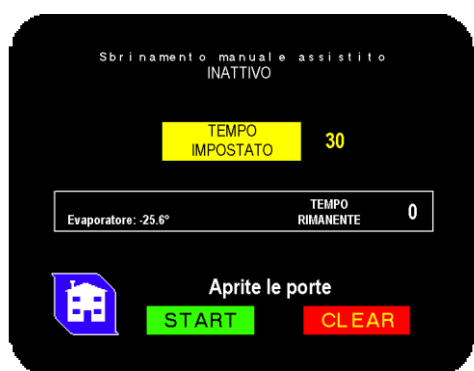 Sbrinamento manuale assistito
INATTIVO
TEMPO
IMPOSTATO
30
TEMPO
Evaporatore: -25.6° RIMANENTE 0
Aprite le porte
START CLEAR